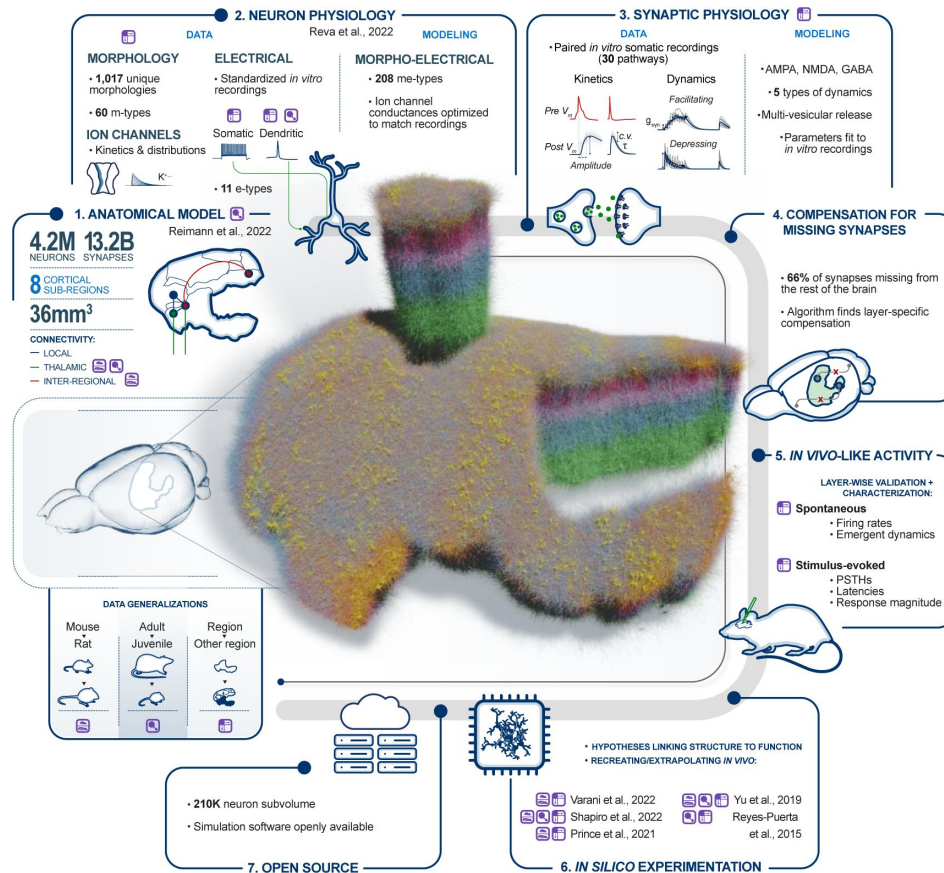 2. NEURON PHYSIOLOGY
Reva et al., 2022
DATA
MODELING
MORPHOLOGY
• 1,017 unique
morphologies
• 60 m-types
ION CHANNELS
• Kinetics & distributions
K+
ELECTRICAL
• Standardized in vitro
recordings
Somatic
Dendritic
• 11 e-types
MORPHO-ELECTRICAL
• 208 me-types
• Ion channel
conductances optimized
to match recordings
3. SYNAPTIC PHYSIOLOGY
DATA
MODELING
• Paired in vitro somatic recordings
(30 pathways)
Kinetics
Dynamics
Pre Vm
Post Vm
Amplitude
c.v.
τ
Facilitating
gsyn
Depressing
• AMPA, NMDA, GABA
• 5 types of dynamics
• Multi-vesicular release
• Parameters fit to
in vitro recordings
1. ANATOMICAL MODEL
Reimann et al., 2022
4.2M 13.2B
NEURONS SYNAPSES
8 CORTICAL
SUB-REGIONS
36mm3
CONNECTIVITY:
— LOCAL
— THALAMIC
— INTER-REGIONAL
4. COMPENSATION FOR
MISSING SYNAPSES
• 66% of synapses missing from
the rest of the brain
• Algorithm finds layer-specific
compensation
x
x
5. IN VIVO-LIKE ACTIVITY
LAYER-WISE VALIDATION +
CHARACTERIZATION:
Spontaneous
• Firing rates
• Emergent dynamics
Stimulus-evoked
• PSTHs
• Latencies
• Response magnitude
DATA GENERALIZATIONS
Mouse
Rat
Adult
Juvenile
Region
Other region
• HYPOTHESES LINKING STRUCTURE TO FUNCTION
• RECREATING/EXTRAPOLATING IN VIVO:
Varani et al., 2022
Shapiro et al., 2022
Prince et al., 2021
Yu et al., 2019
Reyes-Puerta
et al., 2015
6. IN SILICO EXPERIMENTATION
• 210K neuron subvolume
• Simulation software openly available
7. OPEN SOURCE